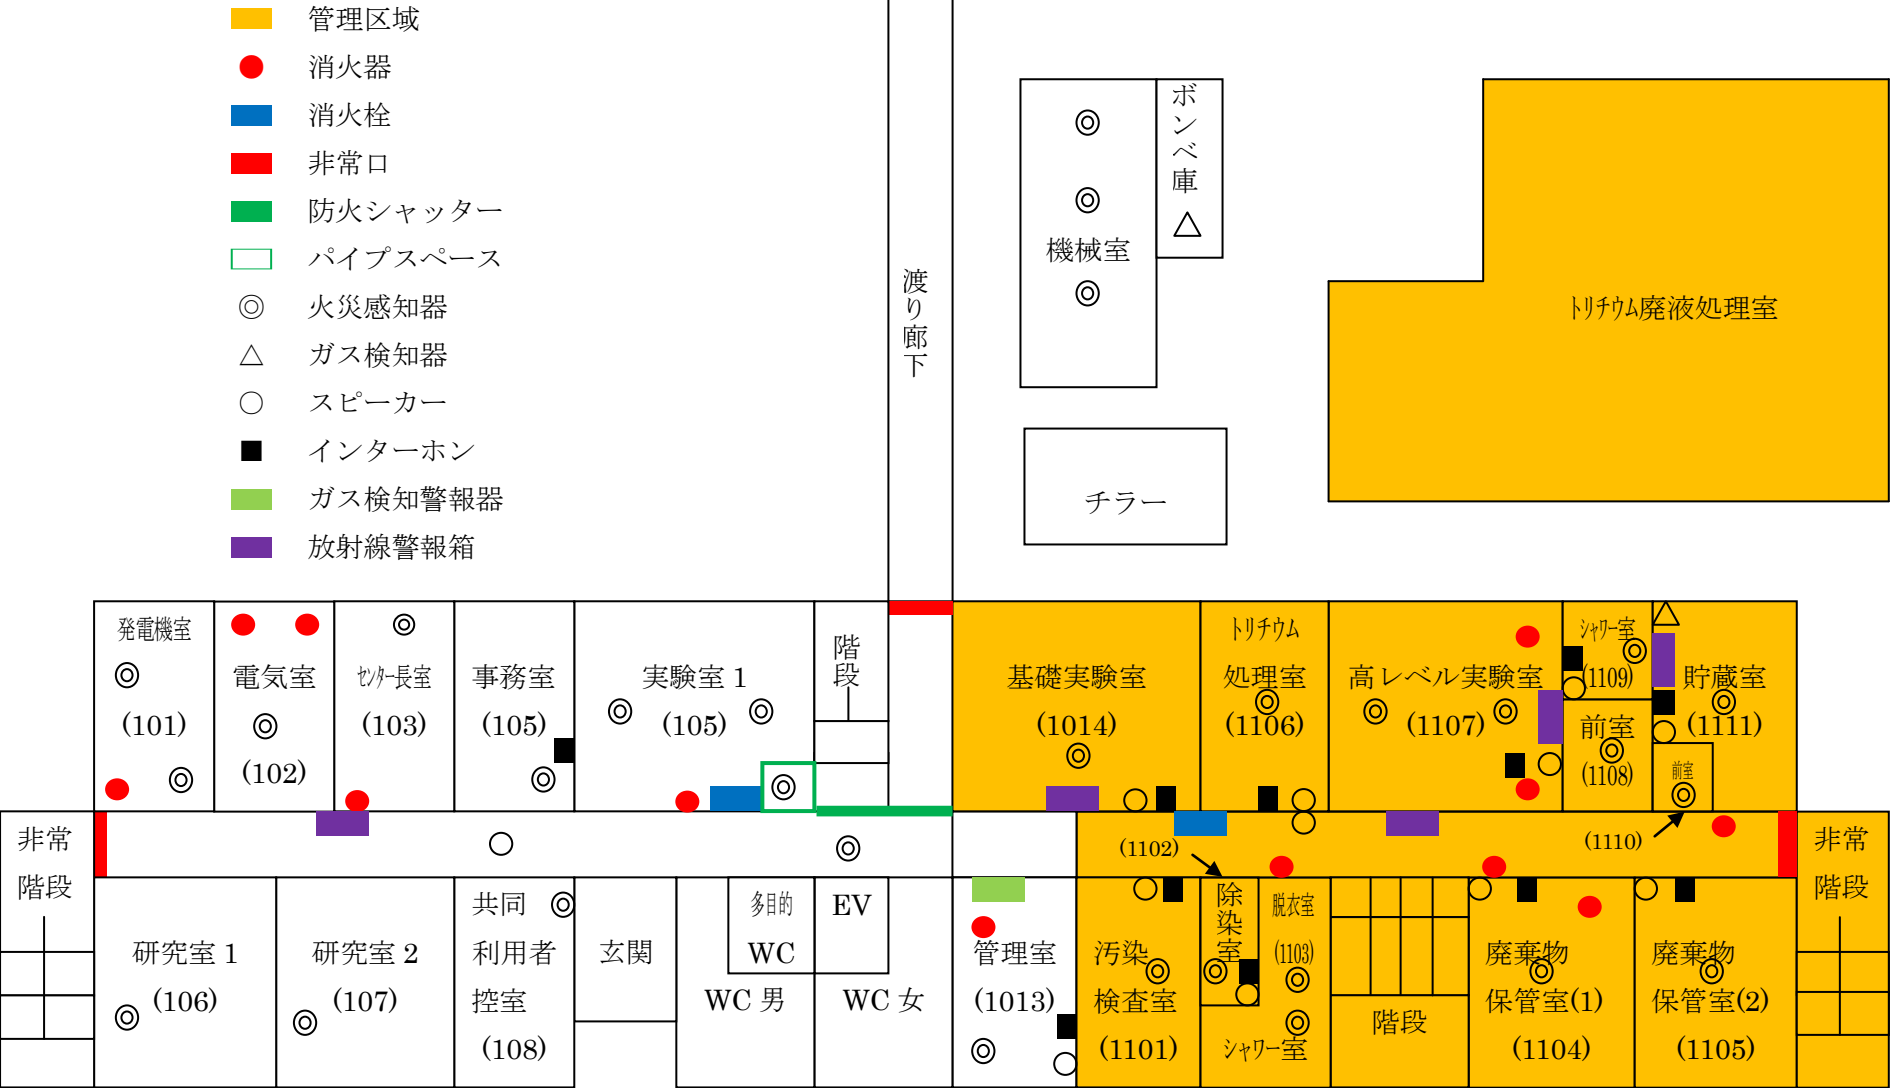 管理区域
消火器
消火栓
非常口
防火シャッター
パイプスペース
火災感知器
ガス検知器
スピーカー
インターホン
ガス検知警報器
放射線警報箱
渡り廊下
機械室
ボンベ庫
チラー
トリチウム廃液処理室
発電機室
(101)
電気室
(102)
センター長室
(103)
事務室
(105)
実験室 1
(105)
階段
基礎実験室
(1014)
トリチウム
処理室
(1106)
高レベル実験室
(1107)
シャワー室
(1109)
前室
(1108)
貯蔵室
(1111)
前室
(1110)
(1102)
非常
階段
非常
階段
研究室 1
(106)
研究室 2
(107)
共同
利用者
控室
(108)
玄関
多目的
WC
WC 男
EV
WC 女
管理室
(1013)
汚染
検査室
(1101)
除染室
脱衣室
(1103)
シャワー室
階段
廃棄物
保管室(1)
(1104)
廃棄物
保管室(2)
(1105)